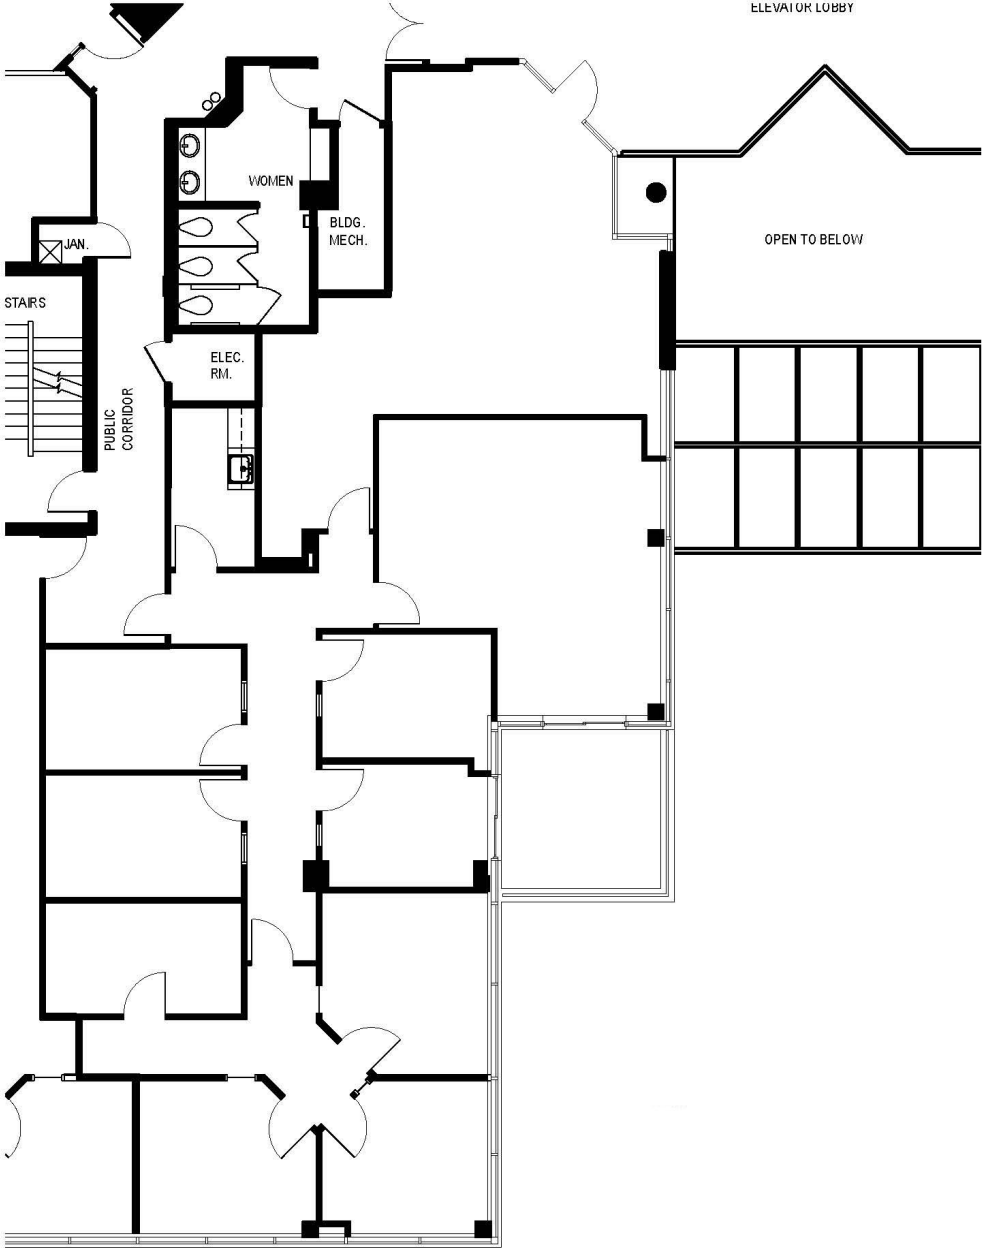 ELEVATOR LOBBY
WOMEN
BLDG.
MECH.
JAN.
OPEN TO BELOW
STAIRS
ELEC.
RM.
PUBLIC
CORRIDOR